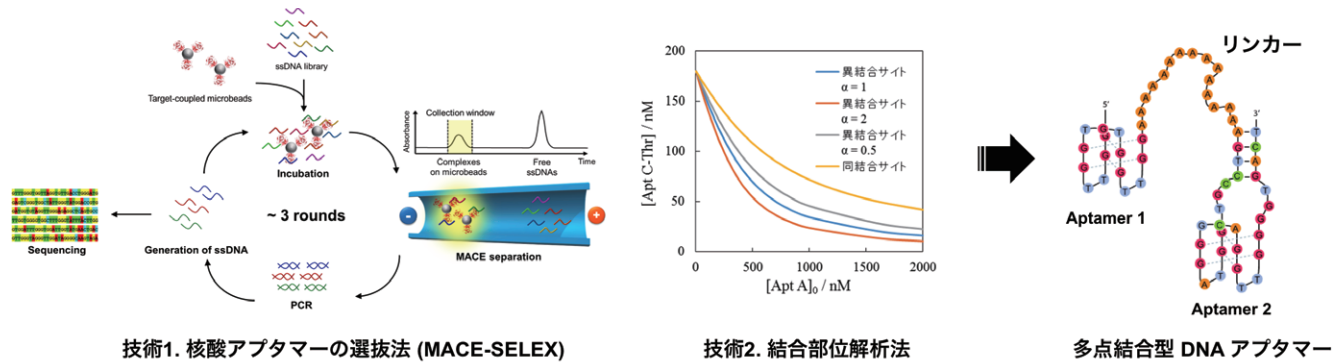 ssDNA library
Target-coupled microbeads
Incubation
Collection window
Absorbance
Time
Complexes
on microbeads
Free
ssDNAs
MACE separation
~ 3 rounds
Generation of ssDNA
Sequencing
PCR
技術1. 核酸アプタマーの選抜法 (MACE-SELEX)
[Apt C-Thr] / nM
200
150
100
50
0
0
500
1000
1500
2000
[Apt A]0 / nM
異結合サイト
α = 1
異結合サイト
α = 2
異結合サイト
α = 0.5
同結合サイト
技術2. 結合部位解析法
リンカー
5'
3'
Aptamer 1
Aptamer 2
多点結合型 DNA アプタマー